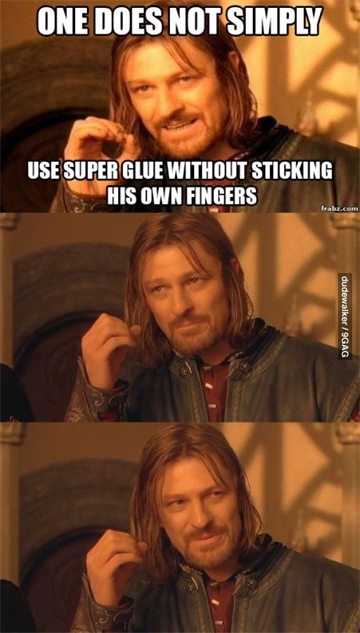 ONE DOES NOT SIMPLY
USE SUPER GLUE WITHOUT STICKING
HIS OWN FINGERS
frabz.com
dudewalker / 9GAG